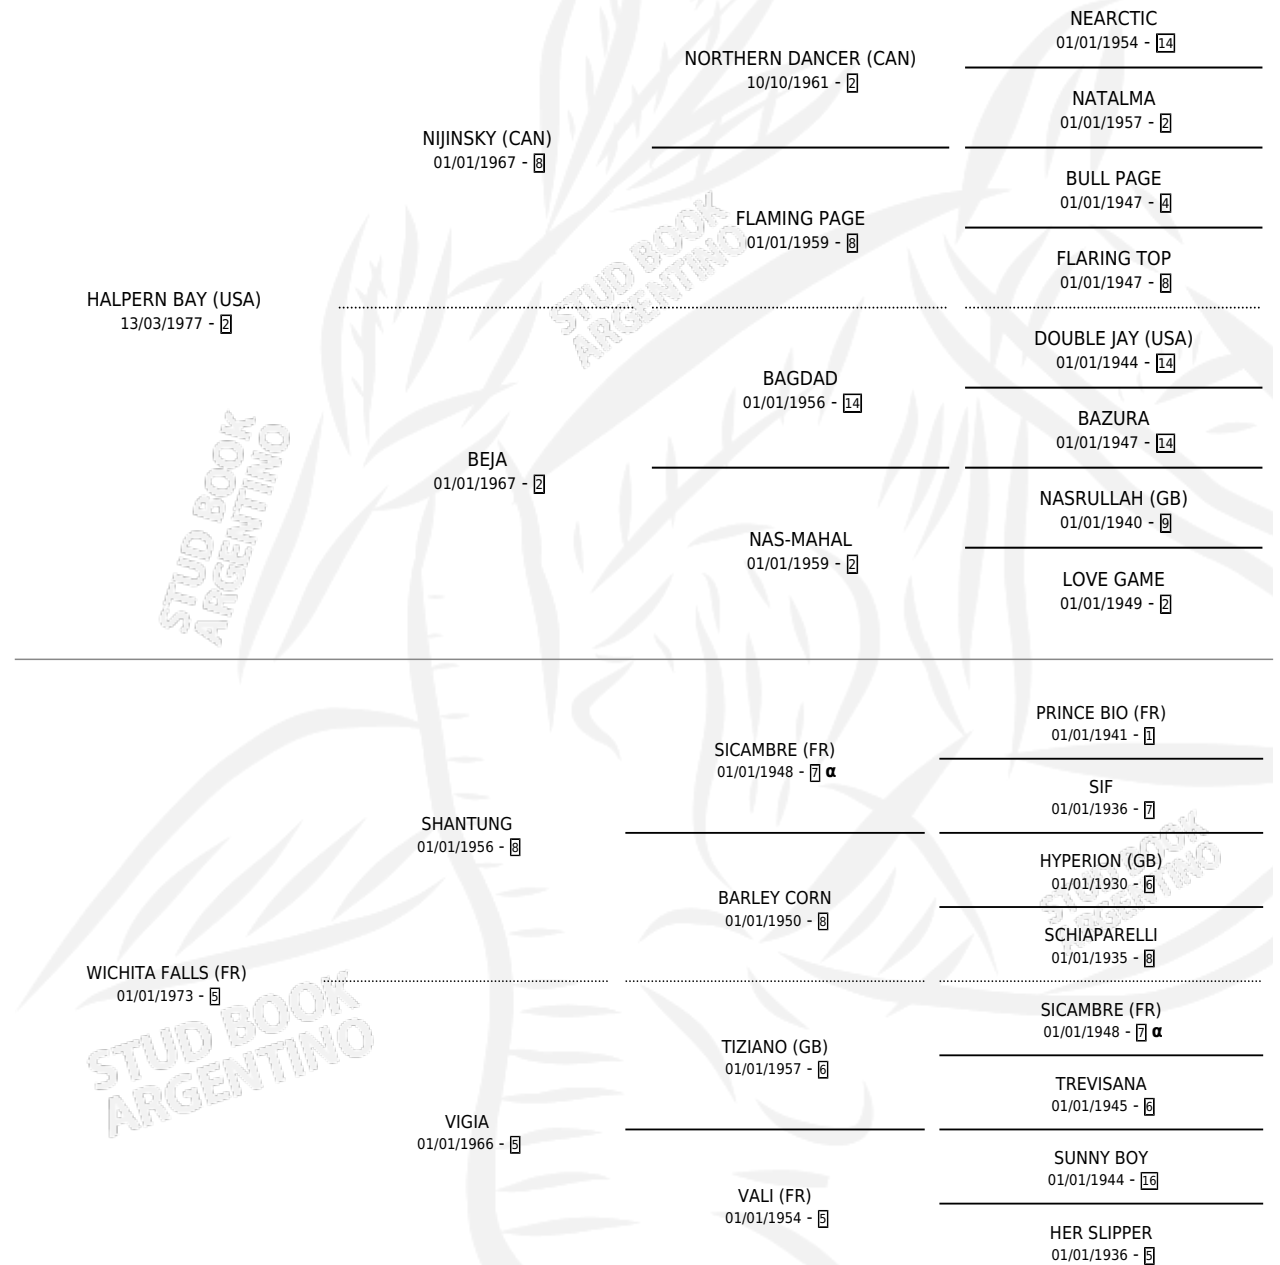 NEARCTIC
01/01/1954 - 14
NORTHERN DANCER (CAN)
10/10/1961 - 2
NATALMA
01/01/1957 - 2
NIJINSKY (CAN)
01/01/1967 - 8
BULL PAGE
01/01/1947 - 4
FLAMING PAGE
01/01/1959 - 8
FLARING TOP
01/01/1947 - 8
HALPERN BAY (USA)
13/03/1977 - 2
DOUBLE JAY (USA)
01/01/1944 - 14
BAGDAD
01/01/1956 - 14
BAZURA
01/01/1947 - 14
BEJA
01/01/1967 - 2
NASRULLAH (GB)
01/01/1940 - 9
NAS-MAHAL
01/01/1959 - 2
LOVE GAME
01/01/1949 - 2
PRINCE BIO (FR)
01/01/1941 - 1
SICAMBRE (FR)
01/01/1948 - 7 α
SIF
01/01/1936 - 7
SHANTUNG
01/01/1956 - 8
HYPERION (GB)
01/01/1930 - 6
BARLEY CORN
01/01/1950 - 8
SCHIAPARELLI
01/01/1935 - 8
WICHITA FALLS (FR)
01/01/1973 - 5
SICAMBRE (FR)
01/01/1948 - 7 α
TIZIANO (GB)
01/01/1957 - 6
TREVISANA
01/01/1945 - 6
VIGIA
01/01/1966 - 5
SUNNY BOY
01/01/1944 - 16
VALI (FR)
01/01/1954 - 5
HER SLIPPER
01/01/1936 - 5
STUD BOOK
ARGENTINO
STUD BOOK
ARGENTINO
STUD BOOK
ARGENTINO
STUD BOOK
ARGENTINO